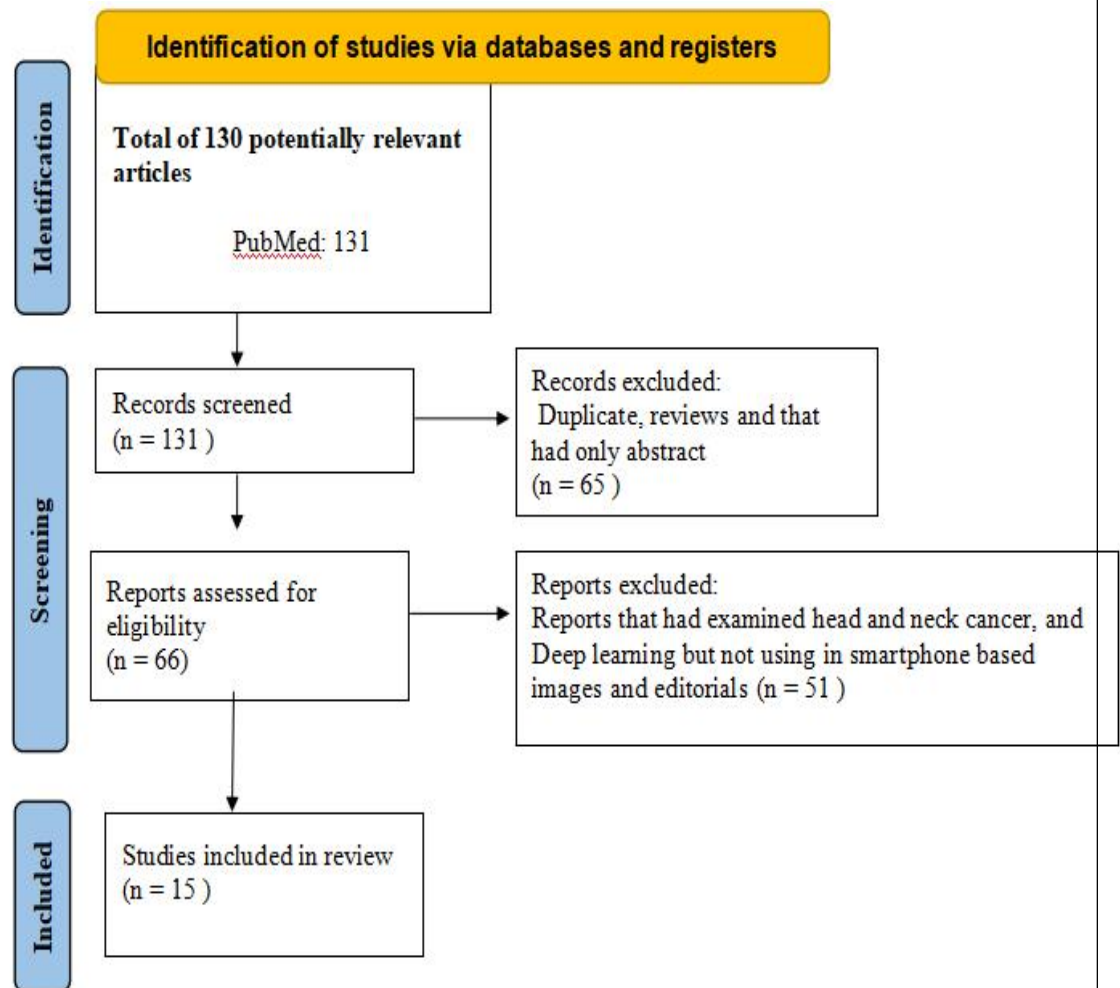 Identification of studies via databases and registers
Identification
Total of 130 potentially relevant
articles
PubMed: 131
Screening
Records screened
(n = 131 )
Records excluded:
Duplicate, reviews and that
had only abstract
(n = 65 )
Reports assessed for
eligibility
(n = 66)
Reports excluded:
Reports that had examined head and neck cancer, and
Deep learning but not using in smartphone based
images and editorials (n = 51 )
Included
Studies included in review
(n = 15 )